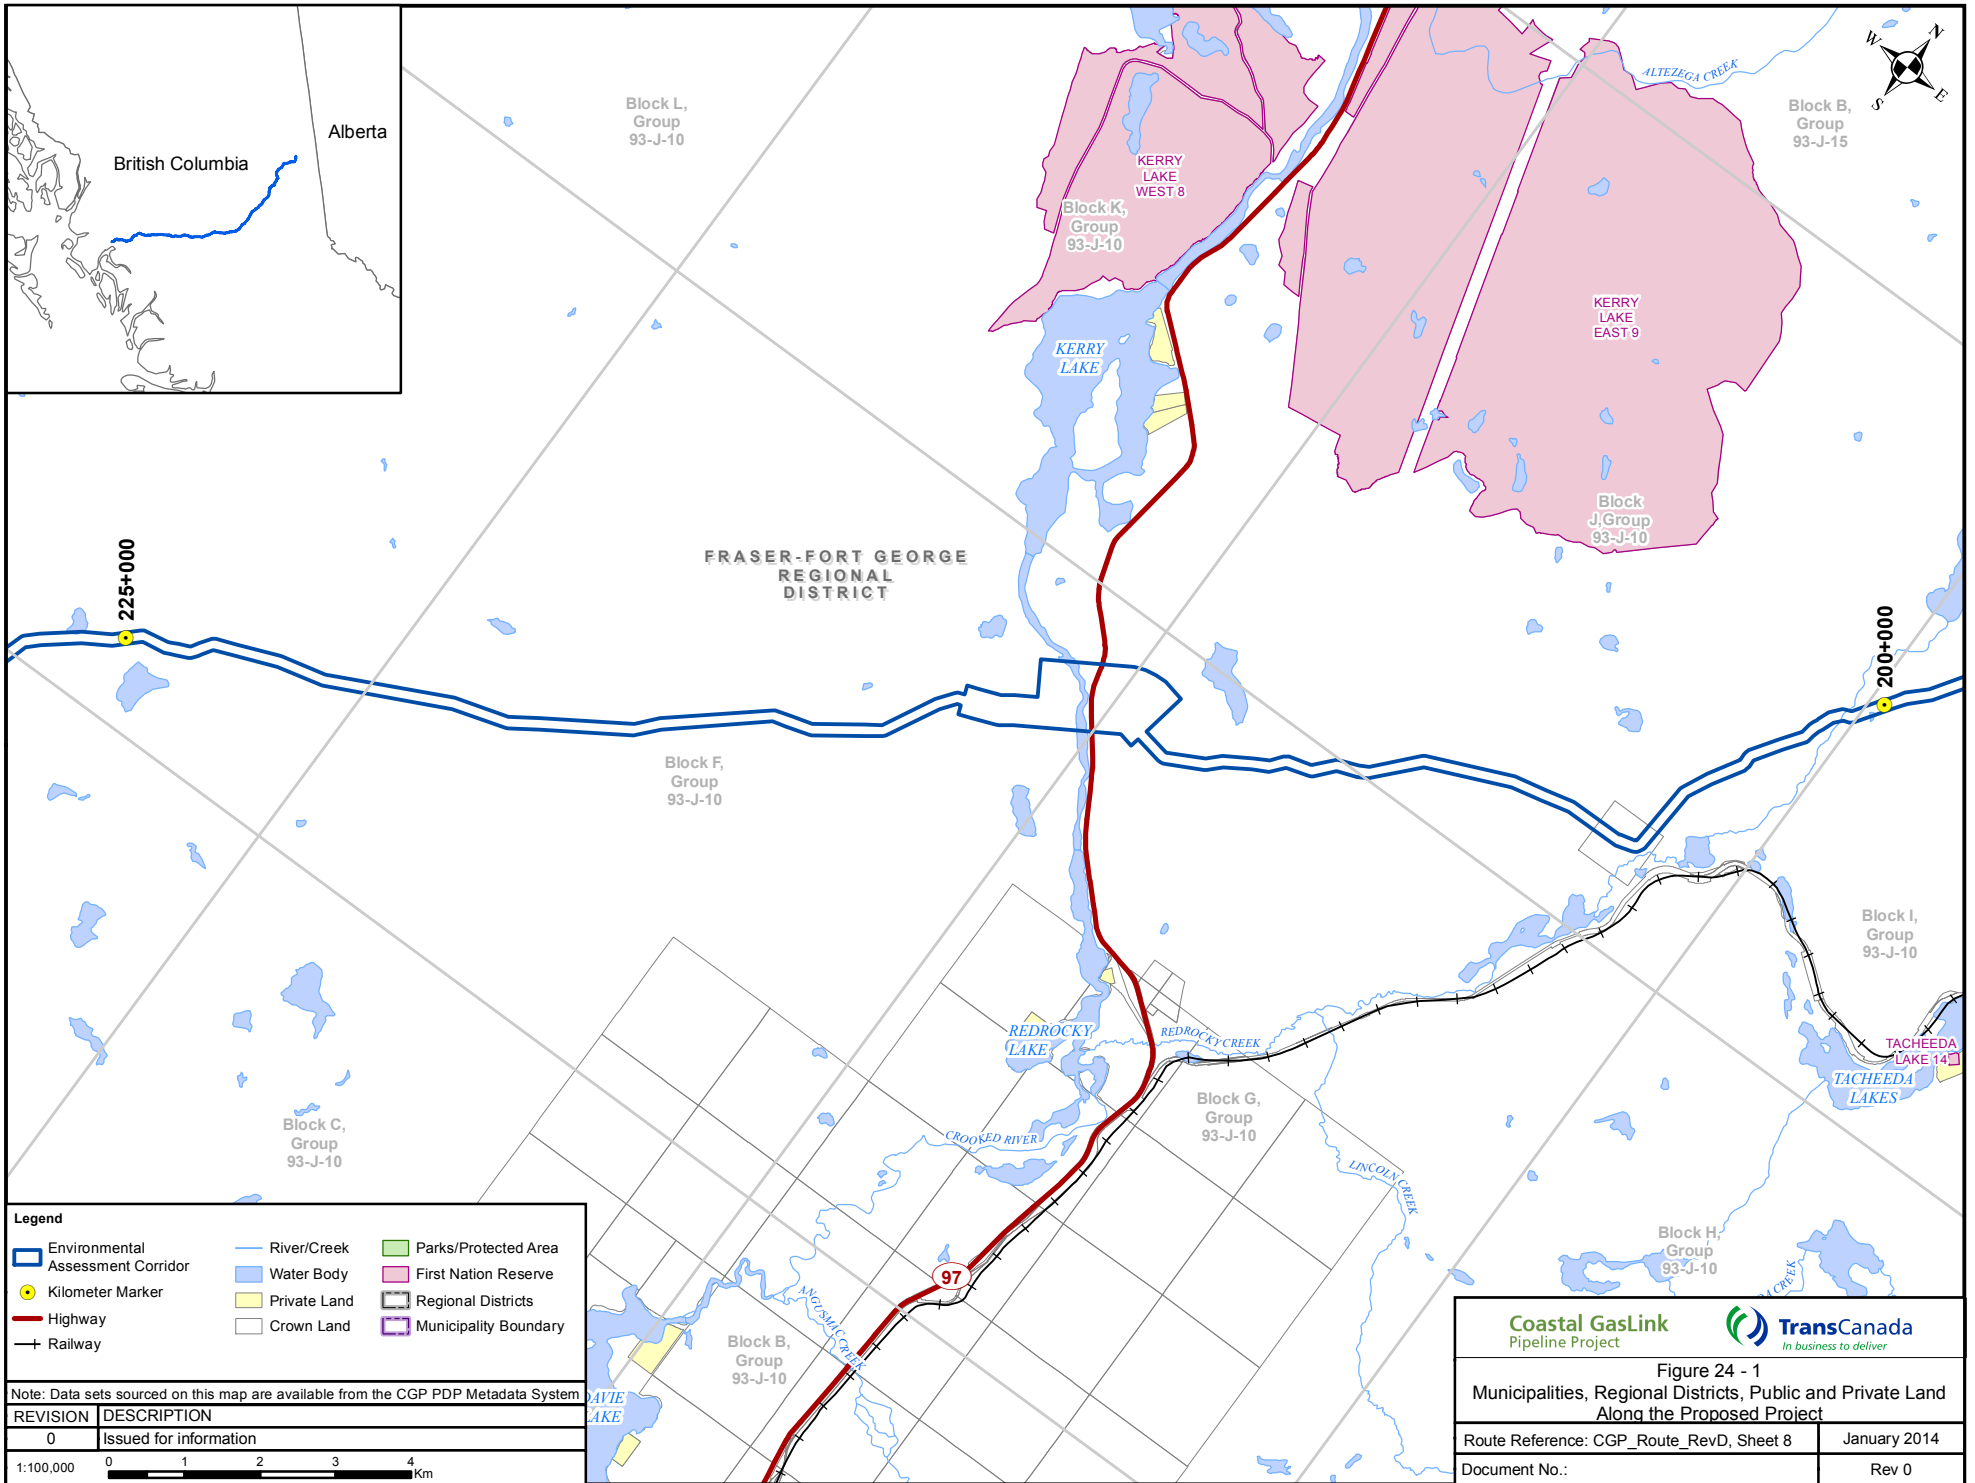 British Columbia
Alberta
Block L,
Group
93-J-10
KERRY
LAKE
WEST 8
Block K,
Group
93-J-10
ALTEZEGA CREEK
W
N
S
E
Block B,
Group
93-J-15
KERRY
LAKE
KERRY
LAKE
EAST 9
Block
J,Group
93-J-10
FRASER-FORT GEORGE
REGIONAL
DISTRICT
225+000
200+000
Block F,
Group
93-J-10
Block I,
Group
93-J-10
REDROCKY
LAKE
REDROCKY CREEK
TACHEEDA
LAKE 14
TACHEEDA
LAKES
Block C,
Group
93-J-10
CROOKED RIVER
Block G,
Group
93-J-10
LINCOLN CREEK
Block H,
Group
93-J-10
CREEK
97
ANGUSMAC CREEK
Block B,
Group
93-J-10
Legend
Environmental
Assessment Corridor
Kilometer Marker
Highway
Railway
River/Creek
Water Body
Private Land
Crown Land
Parks/Protected Area
First Nation Reserve
Regional Districts
Municipality Boundary
Note: Data sets sourced on this map are available from the CGP PDP Metadata System
REVISION DESCRIPTION
0 Issued for information
1:100,000
0 1 2 3 4
Km
Coastal GasLink
Pipeline Project
TransCanada
In business to deliver
Figure 24 - 1
Municipalities, Regional Districts, Public and Private Land
Along the Proposed Project
Route Reference: CGP_Route_RevD, Sheet 8
January 2014
Document No.:
Rev 0